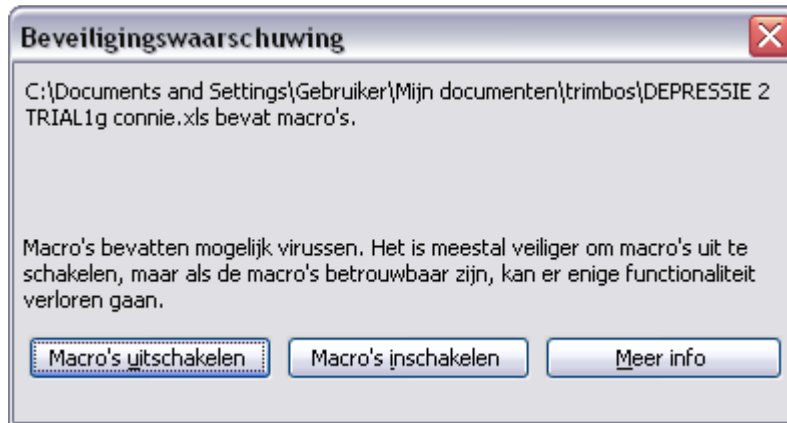 Beveiligingswaarschuwing
C:\Documents and Settings\Gebruiker\Mijn documenten\trimbos\DEPRESSIE 2
TRIAL1g connie.xls bevat macro's.
Macro's bevatten mogelijk virussen. Het is meestal veiliger om macro's uit te
schakelen, maar als de macro's betrouwbaar zijn, kan er enige functionaliteit
verloren gaan.
Macro's uitschakelen Macro's inschakelen Meer info